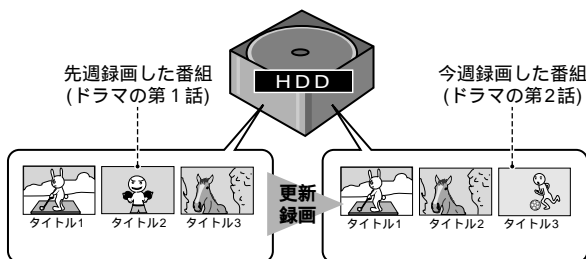 先週録画した番組
(ドラマの第1話)
HDD
今週録画した番組
(ドラマの第2話)
タイトル1
タイトル2
タイトル3
更新
録画
タイトル1
タイトル2
タイトル3